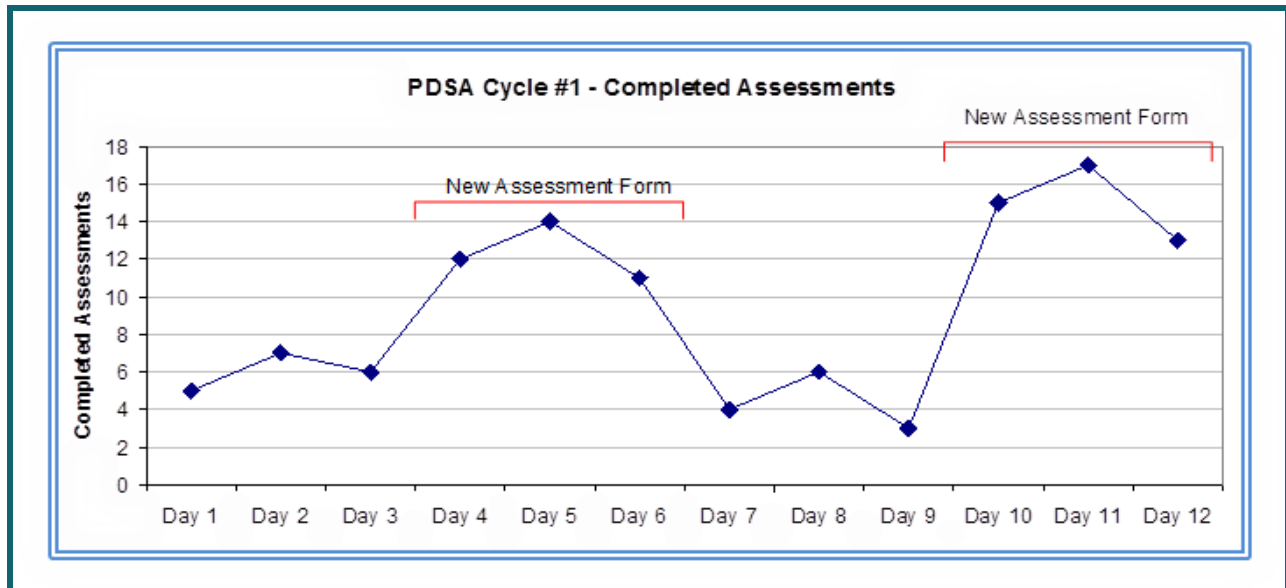 PDSA Cycle #1 - Completed Assessments
New Assessment Form
New Assessment Form
Completed Assessments
18
16
14
12
10
8
6
4
2
0
Day 1 Day 2 Day 3 Day 4 Day 5 Day 6 Day 7 Day 8 Day 9 Day 10 Day 11 Day 12